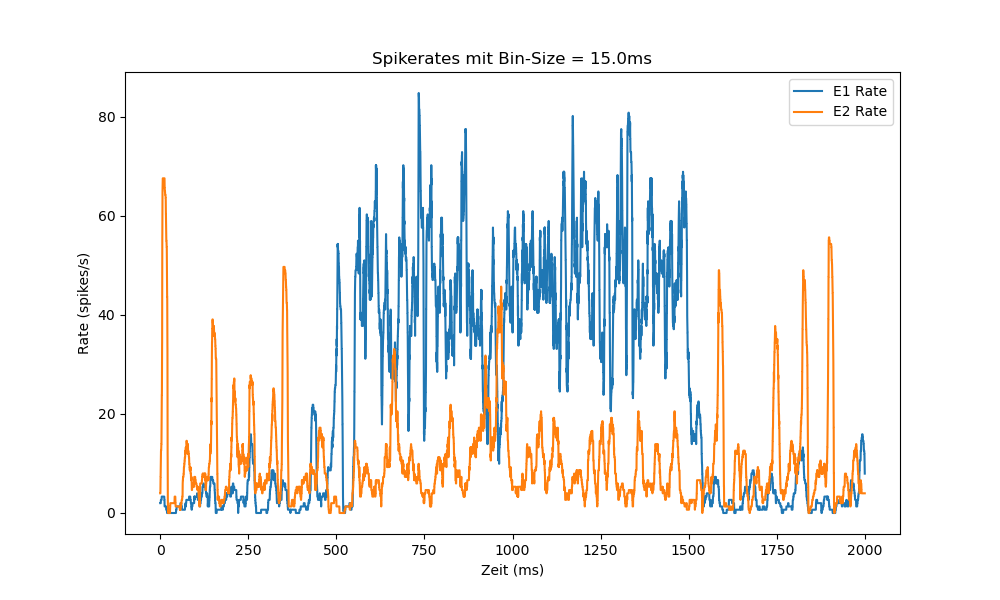 Spikerates mit Bin-Size = 15.0ms
E1 Rate
E2 Rate
Rate (spikes/s)
80
60
40
20
0
0 250 500 750 1000 1250 1500 1750 2000
Zeit (ms)